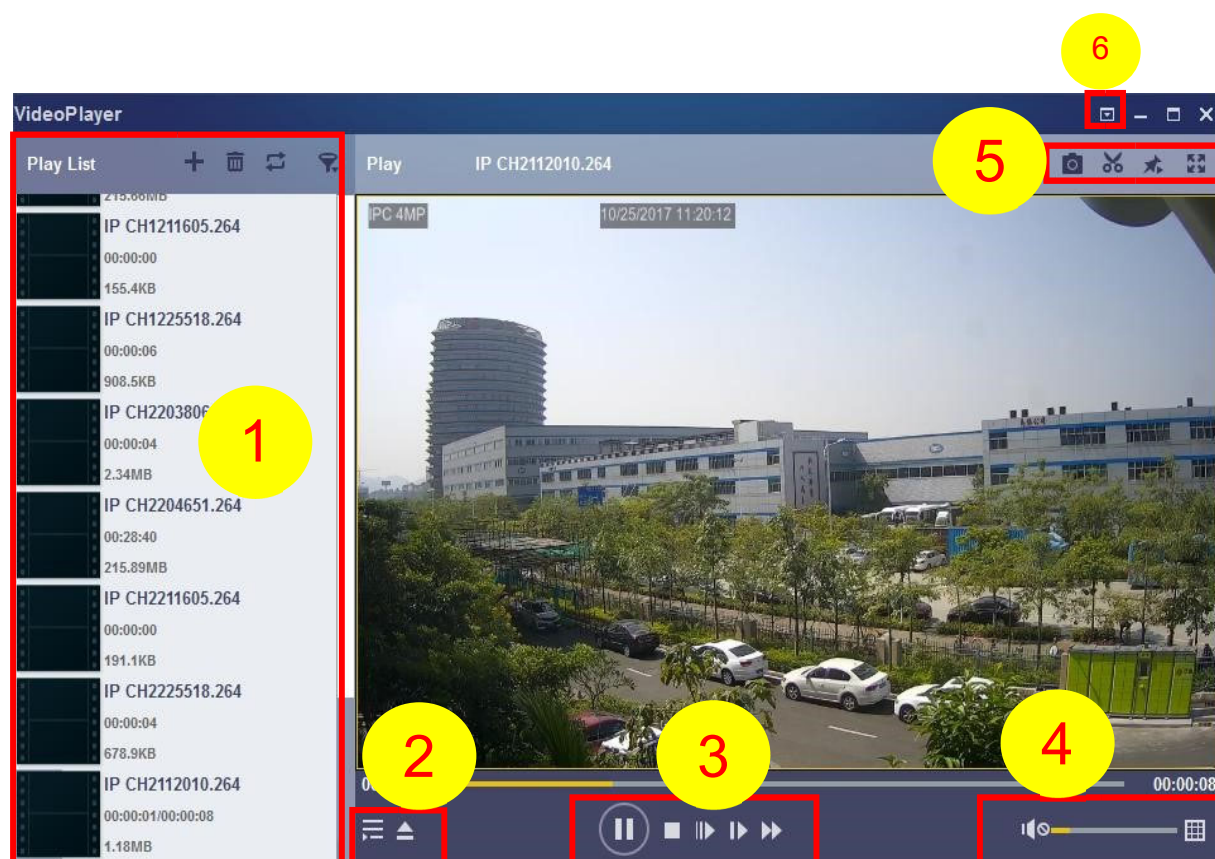 6
VideoPlayer
Play List
Play IP CH2112010.264
5
215.66MB
IPC 4MP
10/25/2017 11:20:12
IP CH1211605.264
00:00:00
155.4KB
IP CH1225518.264
00:00:06
908.5KB
IP CH2203806
00:00:04
2.34MB
1
IP CH2204651.264
00:28:40
215.89MB
IP CH2211605.264
00:00:00
191.1KB
IP CH2225518.264
00:00:04
678.9KB
2
3
4
IP CH2112010.264
00:00:01/00:00:08
1.18MB
00:00:08